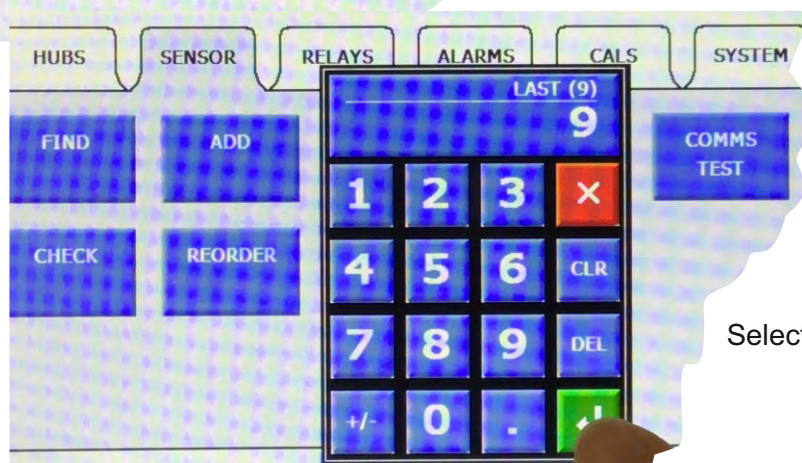 HUBS SENSOR RELAYS ALARMS CALS SYSTEM
LAST (9)
9
FIND ADD
COMMS
TEST
1 2 3 ×
CHECK REORDER
4 5 6 CLR
7 8 9 DEL
Select
+/- 0 . ↵